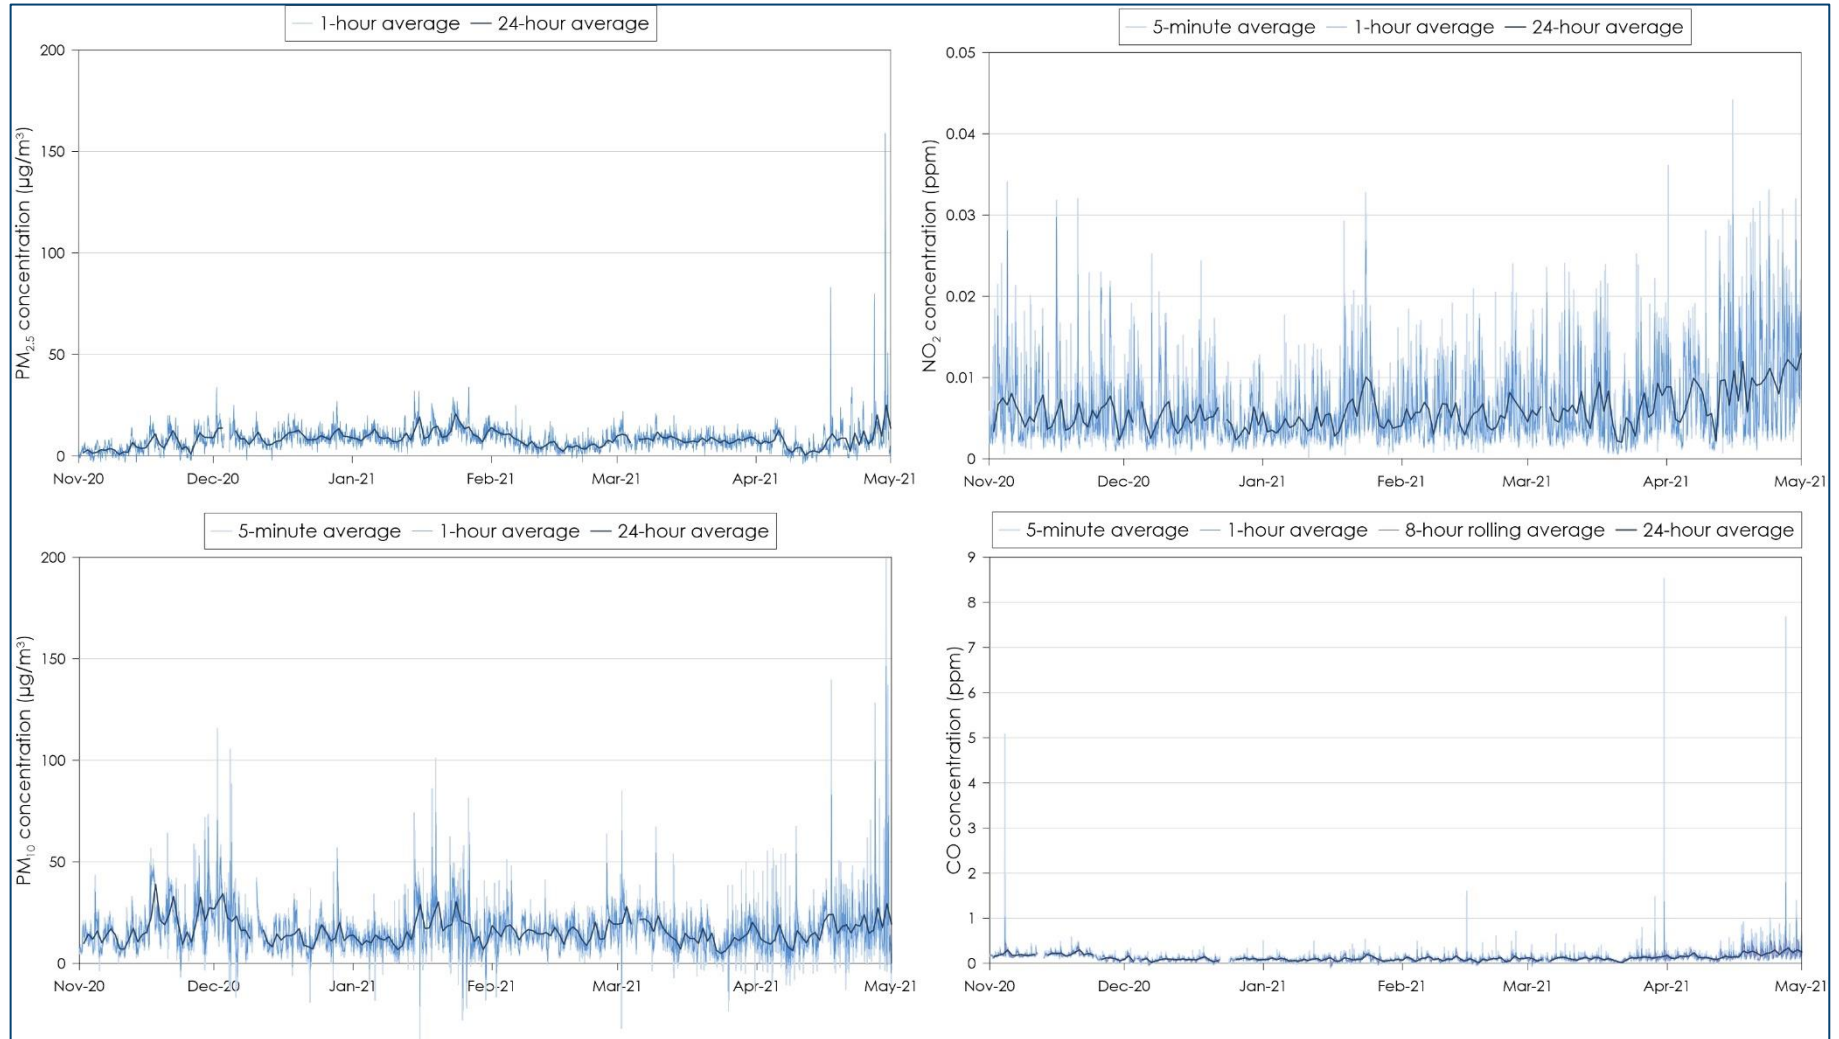 1-hour average 24-hour average
200
150
100
50
0
PM2.5 concentration (µg/m³)
Nov-20 Dec-20 Jan-21 Feb-21 Mar-21 Apr-21 May-21
5-minute average 1-hour average 24-hour average
0.05
0.04
0.03
0.02
0.01
0
NO2 concentration (ppm)
Nov-20 Dec-20 Jan-21 Feb-21 Mar-21 Apr-21 May-21
5-minute average 1-hour average 24-hour average
200
150
100
50
0
PM10 concentration (µg/m³)
Nov-20 Dec-20 Jan-21 Feb-21 Mar-21 Apr-21 May-21
5-minute average 1-hour average 8-hour rolling average 24-hour average
9
8
7
6
5
4
3
2
1
0
CO concentration (ppm)
Nov-20 Dec-20 Jan-21 Feb-21 Mar-21 Apr-21 May-21